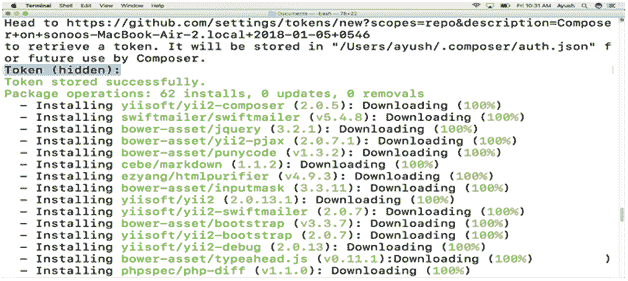 Terminal Shell Edit View Window Help
Fri 10:31 AM Ayush
Documents — -bash — 78×22
Head to https://github.com/settings/tokens/new?scopes=repo&description=Compose
r+on+sonoos-MacBook-Air-2.local+2018-01-05+0546
to retrieve a token. It will be stored in "/Users/ayush/.composer/auth.json" f
or future use by Composer.
Token (hidden):
Token stored successfully.
Package operations: 62 installs, 0 updates, 0 removals
- Installing yiisoft/yii2-composer (2.0.5): Downloading (100%)
- Installing swiftmailer/swiftmailer (v5.4.8): Downloading (100%)
- Installing bower-asset/jquery (3.2.1): Downloading (100%)
- Installing bower-asset/yii2-pjax (2.0.7.1): Downloading (100%)
- Installing bower-asset/punycode (v1.3.2): Downloading (100%)
- Installing cebe/markdown (1.1.2): Downloading (100%)
- Installing ezyang/htmlpurifier (v4.9.3): Downloading (100%)
- Installing bower-asset/inputmask (3.3.11): Downloading (100%)
- Installing yiisoft/yii2 (2.0.13.1): Downloading (100%)
- Installing yiisoft/yii2-swiftmailer (2.0.7): Downloading (100%)
- Installing bower-asset/bootstrap (v3.3.7): Downloading (100%)
- Installing yiisoft/yii2-bootstrap (2.0.7): Downloading (100%)
- Installing yiisoft/yii2-debug (2.0.13): Downloading (100%)
- Installing bower-asset/typeahead.js (v0.11.1):Downloading (100%) )
- Installing phpspec/php-diff (v1.1.0): Downloading (100%)